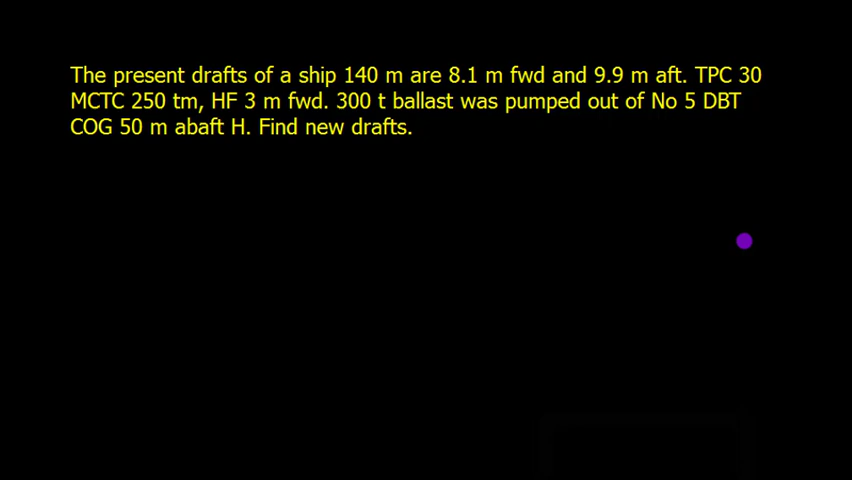 The present drafts of a ship 140 m are 8.1 m fwd and 9.9 m aft. TPC 30
MCTC 250 tm, HF 3 m fwd. 300 t ballast was pumped out of No 5 DBT
COG 50 m abaft H. Find new drafts.